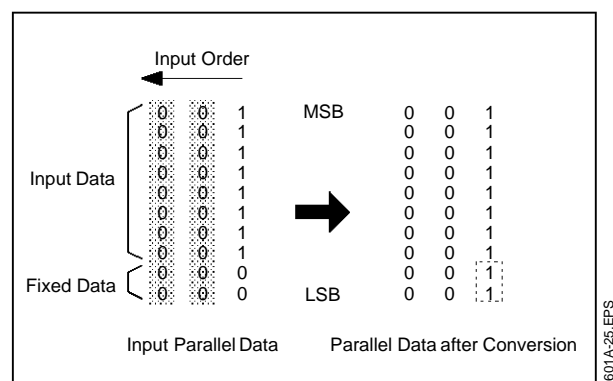 Input Order
0 0 1 MSB 0 0 1
0 0 1 0 0 1
0 0 1 0 0 1
0 0 1 0 0 1
Input Data 0 0 1 0 0 1
0 0 1 0 0 1
0 0 1 0 0 1
0 0 1 0 0 1
Fixed Data 0 0 0 0 0 1
0 0 0 LSB 0 0 1
Input Parallel Data Parallel Data after Conversion
601A-25.EPS